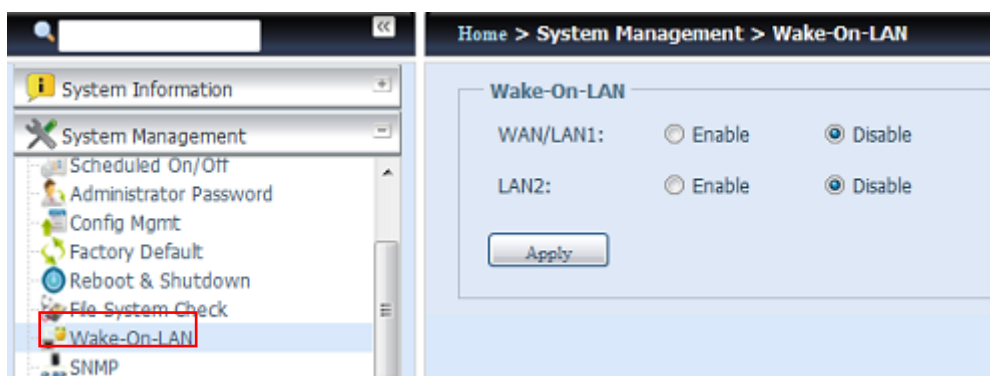 Home > System Management > Wake-On-LAN
System Information
System Management
Scheduled On/Off
Administrator Password
Config Mgmt
Factory Default
Reboot & Shutdown
File System Check
Wake-On-LAN
SNMP
Wake-On-LAN
WAN/LAN1: Enable Disable
LAN2: Enable Disable
Apply